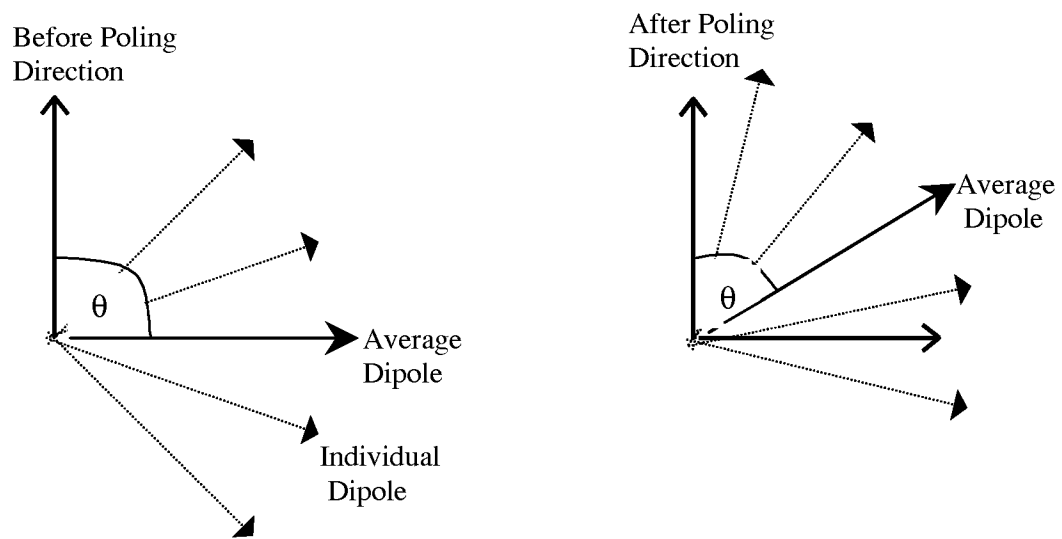 Before Poling
Direction
θ
Average
Dipole
Individual
Dipole
After Poling
Direction
Average
Dipole
θ